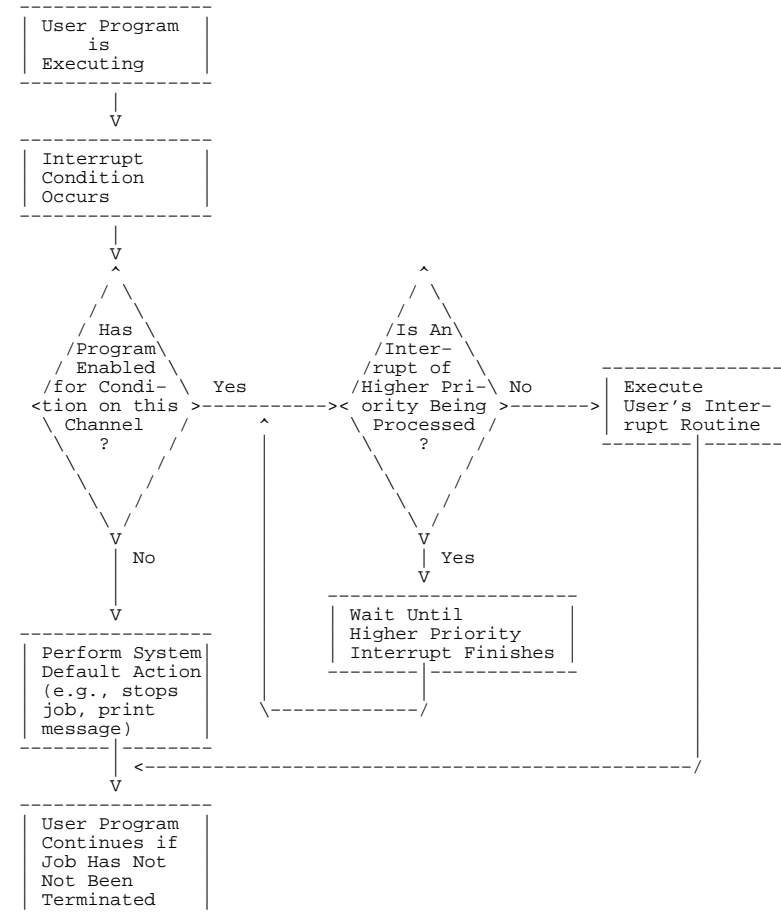 User Program
is
Executing
Interrupt
Condition
Occurs
Has
Program
Enabled
for Condi-
tion on this
Channel
?
Yes
No
Is An
Inter-
rupt of
Higher Pri-
ority Being
Processed
?
No
Yes
Execute
User's Inter-
rupt Routine
Wait Until
Higher Priority
Interrupt Finishes
Perform System
Default Action
(e.g., stops
job, print
message)
User Program
Continues if
Job Has Not
Not Been
Terminated